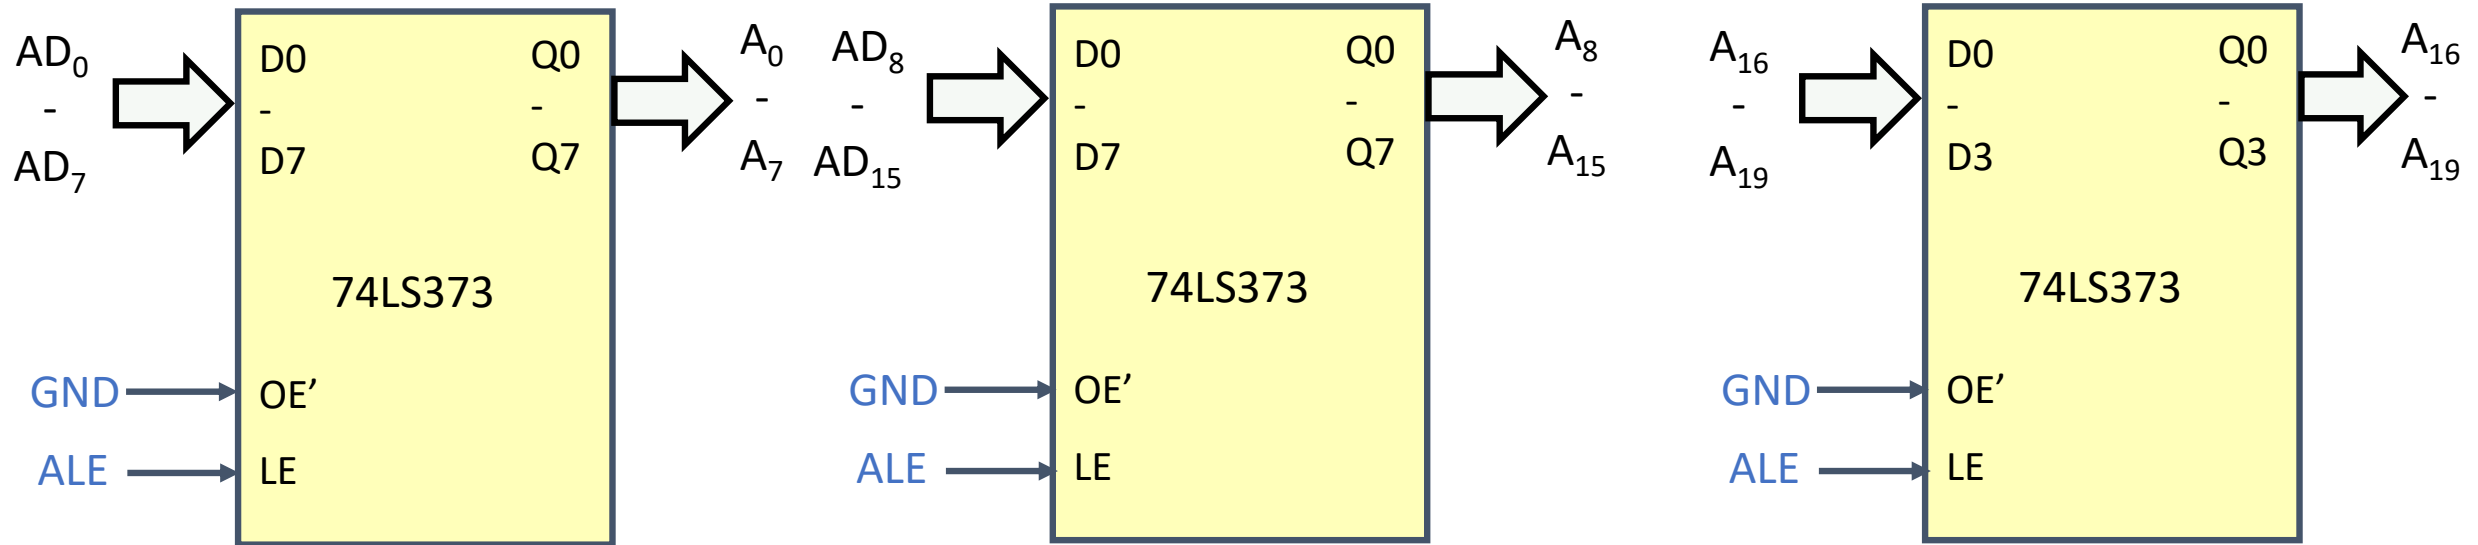 AD0
-
AD7
D0
-
D7
Q0
-
Q7
74LS373
GND
OE’
ALE
LE
A0
-
A7
AD8
-
AD15
D0
-
D7
Q0
-
Q7
74LS373
GND
OE’
ALE
LE
A8
-
A15
A16
-
A19
D0
-
D3
Q0
-
Q3
74LS373
GND
OE’
ALE
LE
A16
-
A19